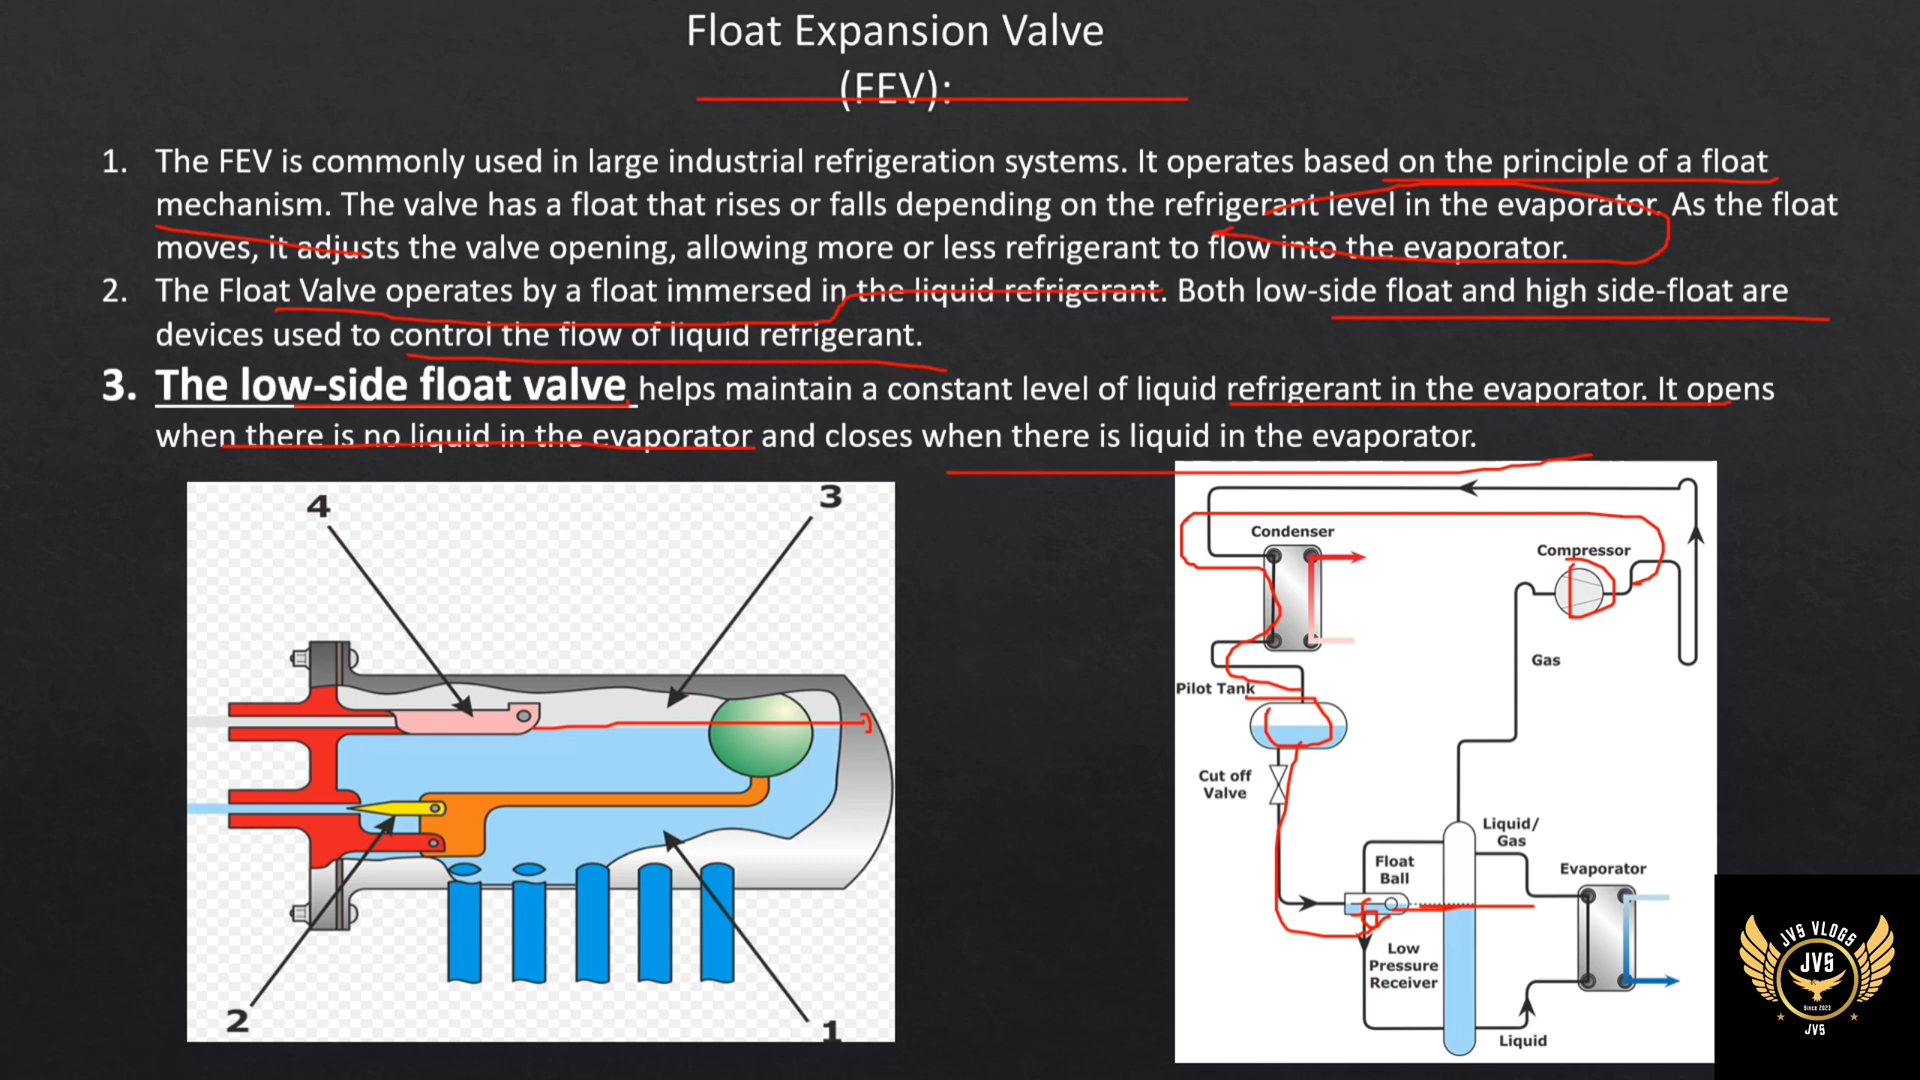 Float Expansion Valve
(FEV):
1. The FEV is commonly used in large industrial refrigeration systems. It operates based on the principle of a float
mechanism. The valve has a float that rises or falls depending on the refrigerant level in the evaporator. As the float
moves, it adjusts the valve opening, allowing more or less refrigerant to flow into the evaporator.
2. The Float Valve operates by a float immersed in the liquid refrigerant. Both low-side float and high side-float are
devices used to control the flow of liquid refrigerant.
3. The low-side float valve helps maintain a constant level of liquid refrigerant in the evaporator. It opens
when there is no liquid in the evaporator and closes when there is liquid in the evaporator.
4
3
2
1
Condenser
Compressor
Gas
Pilot Tank
Cut off
Valve
Liquid/
Gas
Float
Ball
Evaporator
Low
Pressure
Receiver
Liquid
JVS VLOGS
JVS
Since 2023
JVS